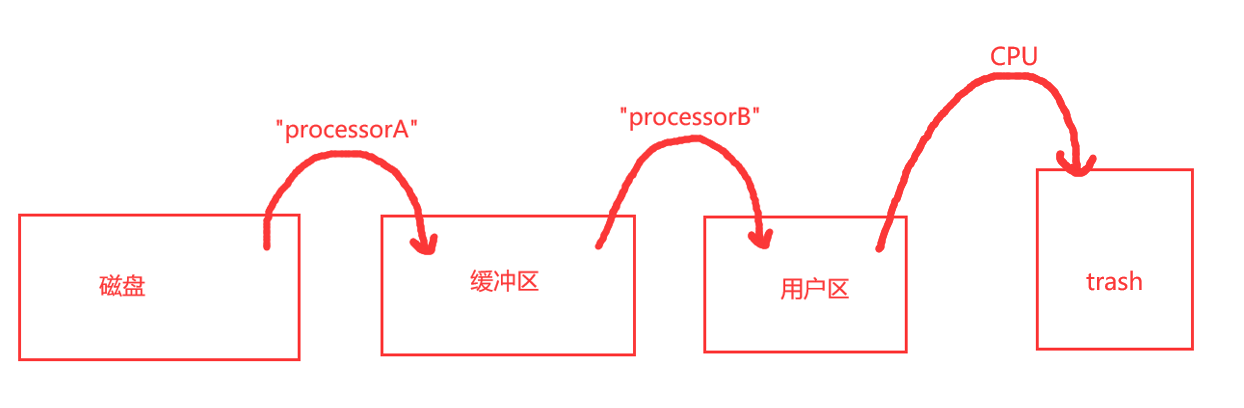 CPU
"processorA"
"processorB"
磁盘
缓冲区
用户区
trash